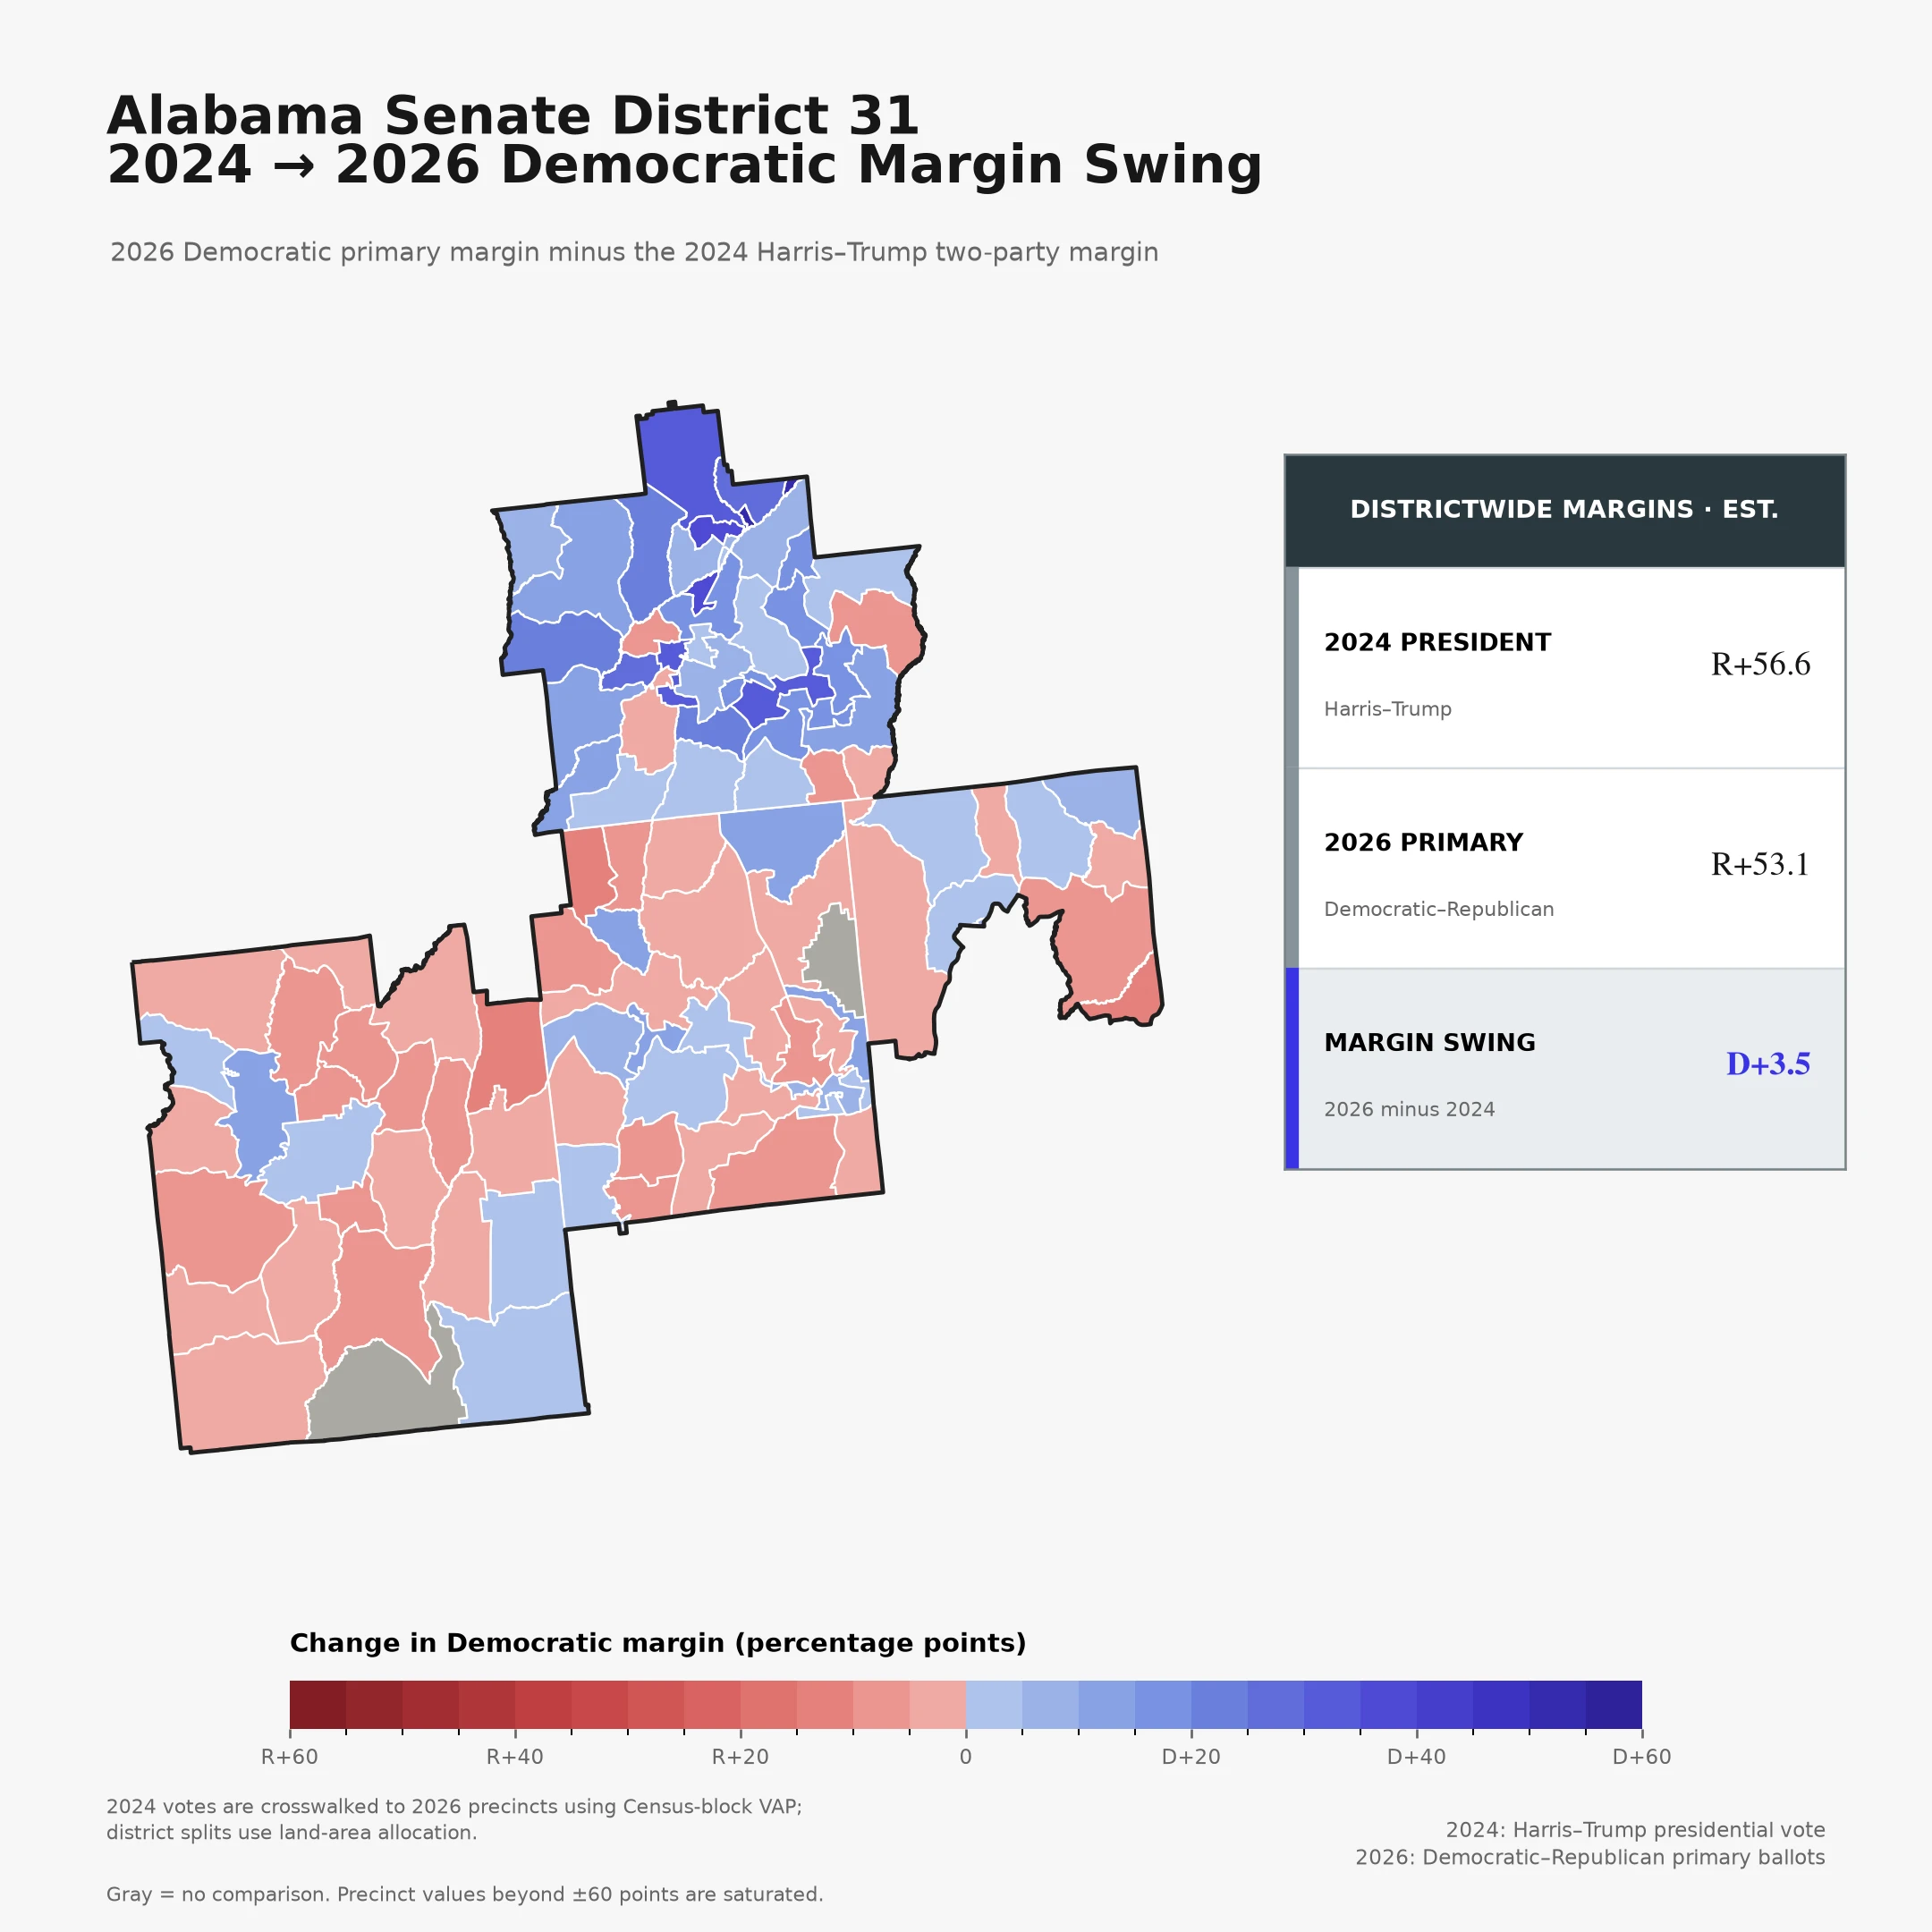 Alabama Senate District 31
2024 → 2026 Democratic Margin Swing
2026 Democratic primary margin minus the 2024 Harris–Trump two-party margin
DISTRICTWIDE MARGINS · EST.
2024 PRESIDENT
R+56.6
Harris–Trump
2026 PRIMARY
R+53.1
Democratic–Republican
MARGIN SWING
D+3.5
2026 minus 2024
Change in Democratic margin (percentage points)
R+60 R+40 R+20 0 D+20 D+40 D+60
2024 votes are crosswalked to 2026 precincts using Census-block VAP;
district splits use land-area allocation.
2024: Harris–Trump presidential vote
2026: Democratic–Republican primary ballots
Gray = no comparison. Precinct values beyond ±60 points are saturated.